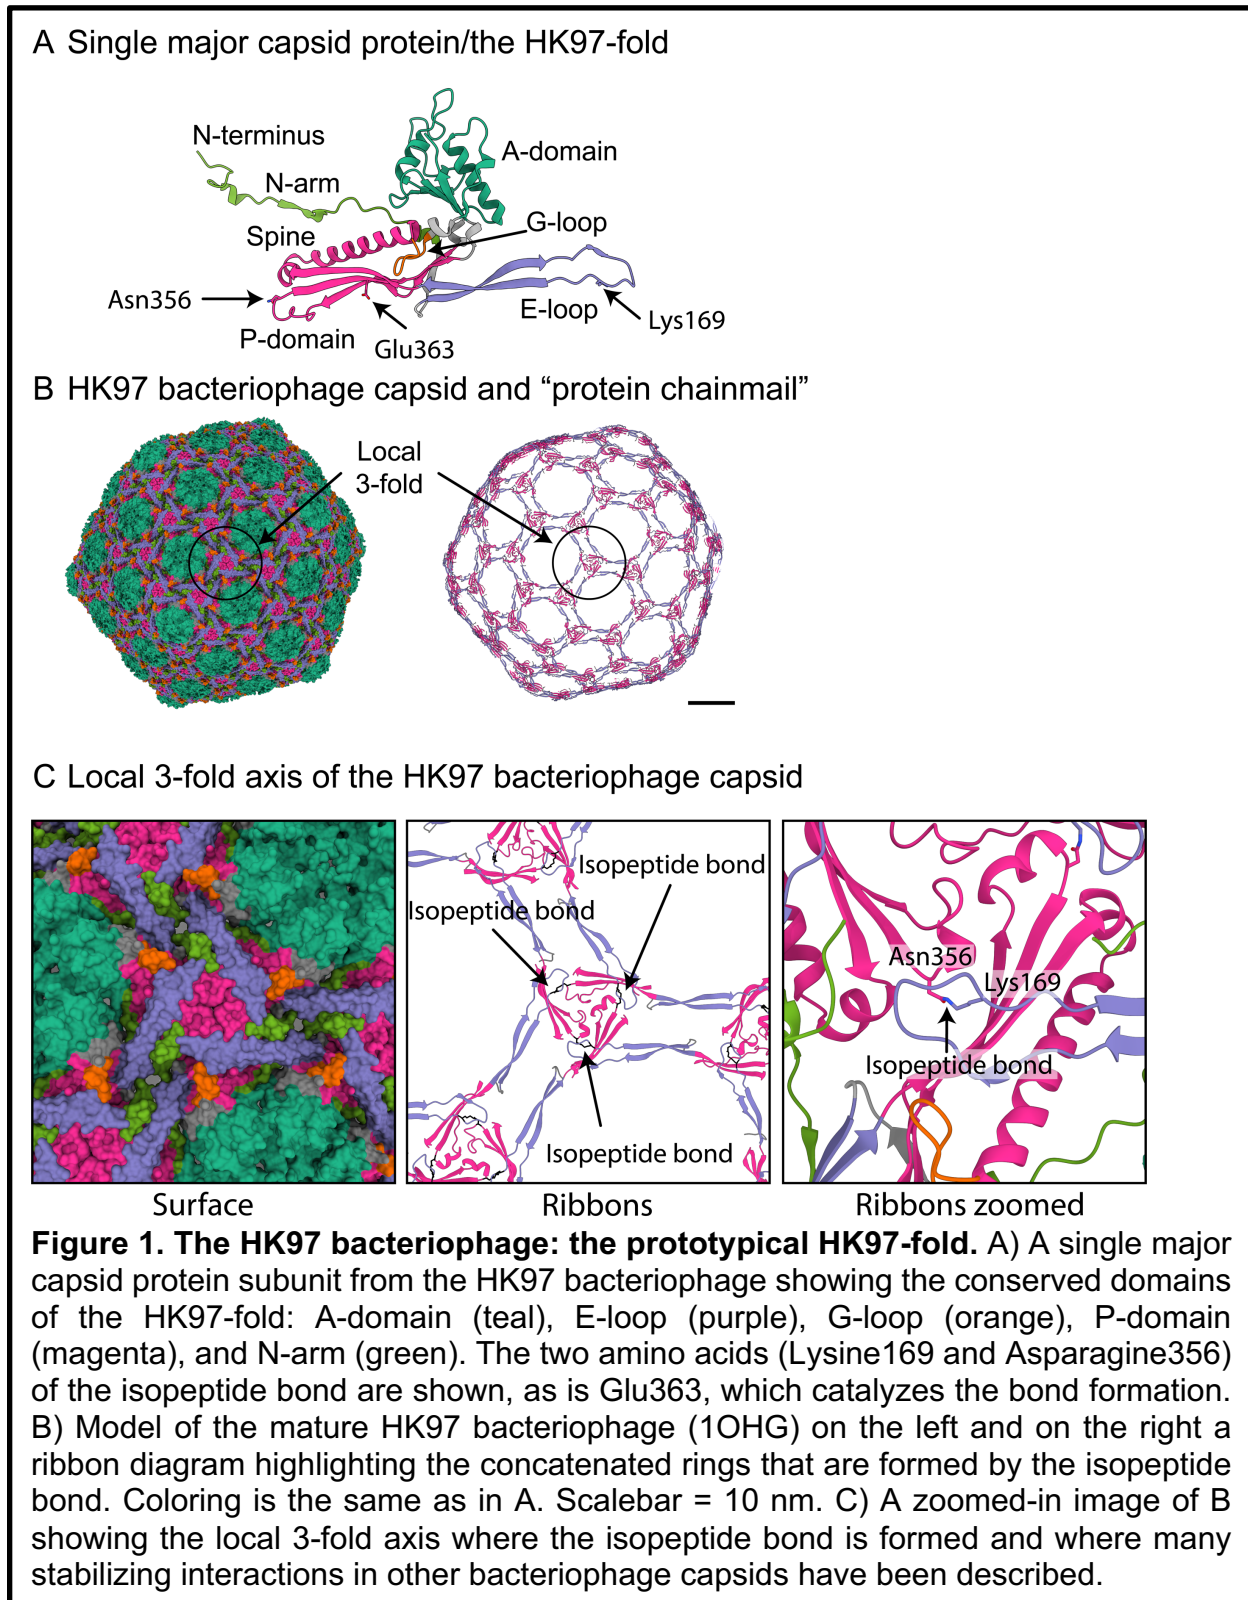 A Single major capsid protein/the HK97-fold
N-terminus
A-domain
N-arm
G-loop
Spine
Asn356
E-loop
Lys169
P-domain
Glu363
B HK97 bacteriophage capsid and “protein chainmail”
Local
3-fold
C Local 3-fold axis of the HK97 bacteriophage capsid
Isopeptide bond
Isopeptide bond
Isopeptide bond
Asn356
Lys169
Isopeptide bond
Surface
Ribbons
Ribbons zoomed
Figure 1. The HK97 bacteriophage: the prototypical HK97-fold. A) A single major
capsid protein subunit from the HK97 bacteriophage showing the conserved domains
of the HK97-fold: A-domain (teal), E-loop (purple), G-loop (orange), P-domain
(magenta), and N-arm (green). The two amino acids (Lysine169 and Asparagine356)
of the isopeptide bond are shown, as is Glu363, which catalyzes the bond formation.
B) Model of the mature HK97 bacteriophage (1OHG) on the left and on the right a
ribbon diagram highlighting the concatenated rings that are formed by the isopeptide
bond. Coloring is the same as in A. Scalebar = 10 nm. C) A zoomed-in image of B
showing the local 3-fold axis where the isopeptide bond is formed and where many
stabilizing interactions in other bacteriophage capsids have been described.